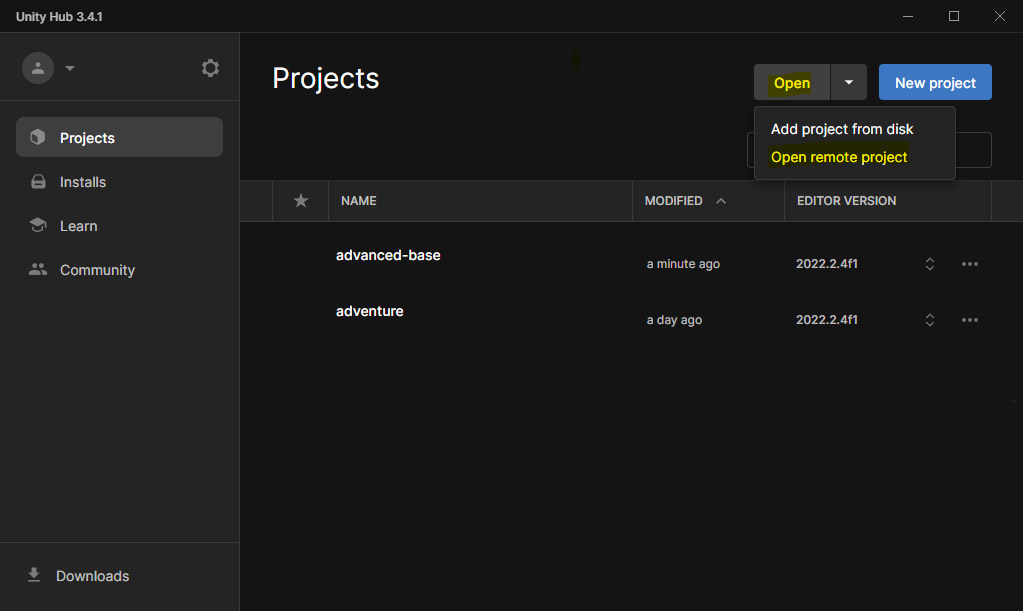 Unity Hub 3.4.1
Projects
Open
New project
Add project from disk
Open remote project
Projects
Installs
Learn
Community
NAME MODIFIED EDITOR VERSION
advanced-base a minute ago 2022.2.4f1
adventure a day ago 2022.2.4f1
Downloads